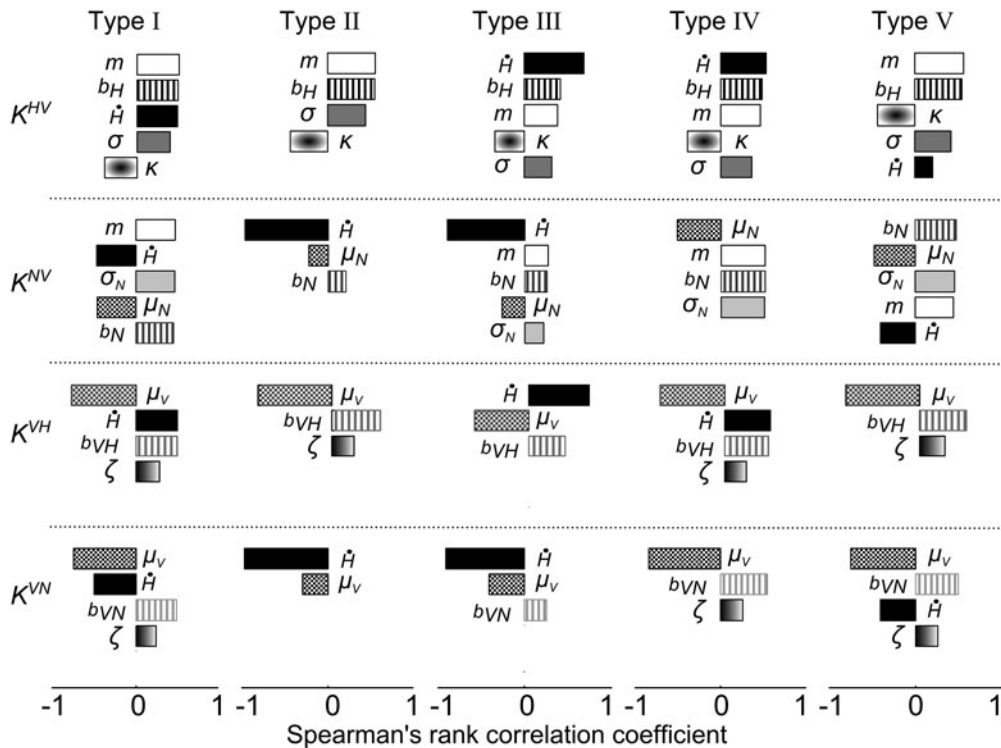 Type I Type II Type III Type IV Type V
m m Ḣ Ḣ m
b_H b_H b_H b_H b_H
K^HV Ḣ σ m m κ
σ κ κ κ σ
κ σ σ Ḣ
m Ḣ Ḣ μ_N b_N
Ḣ μ_N m m μ_N
K^NV σ_N b_N b_N b_N σ_N
μ_N μ_N σ_N m
b_N σ_N Ḣ
μ_v μ_v Ḣ μ_v μ_v
K^VH Ḣ b_VH μ_v Ḣ b_VH
b_VH ζ b_VH b_VH ζ
ζ ζ
μ_v Ḣ Ḣ μ_v μ_v
K^VN Ḣ μ_v μ_v b_VN b_VN
b_VN b_VN ζ Ḣ
ζ ζ
-1 0 1 -1 0 1 -1 0 1 -1 0 1 -1 0 1
Spearman's rank correlation coefficient